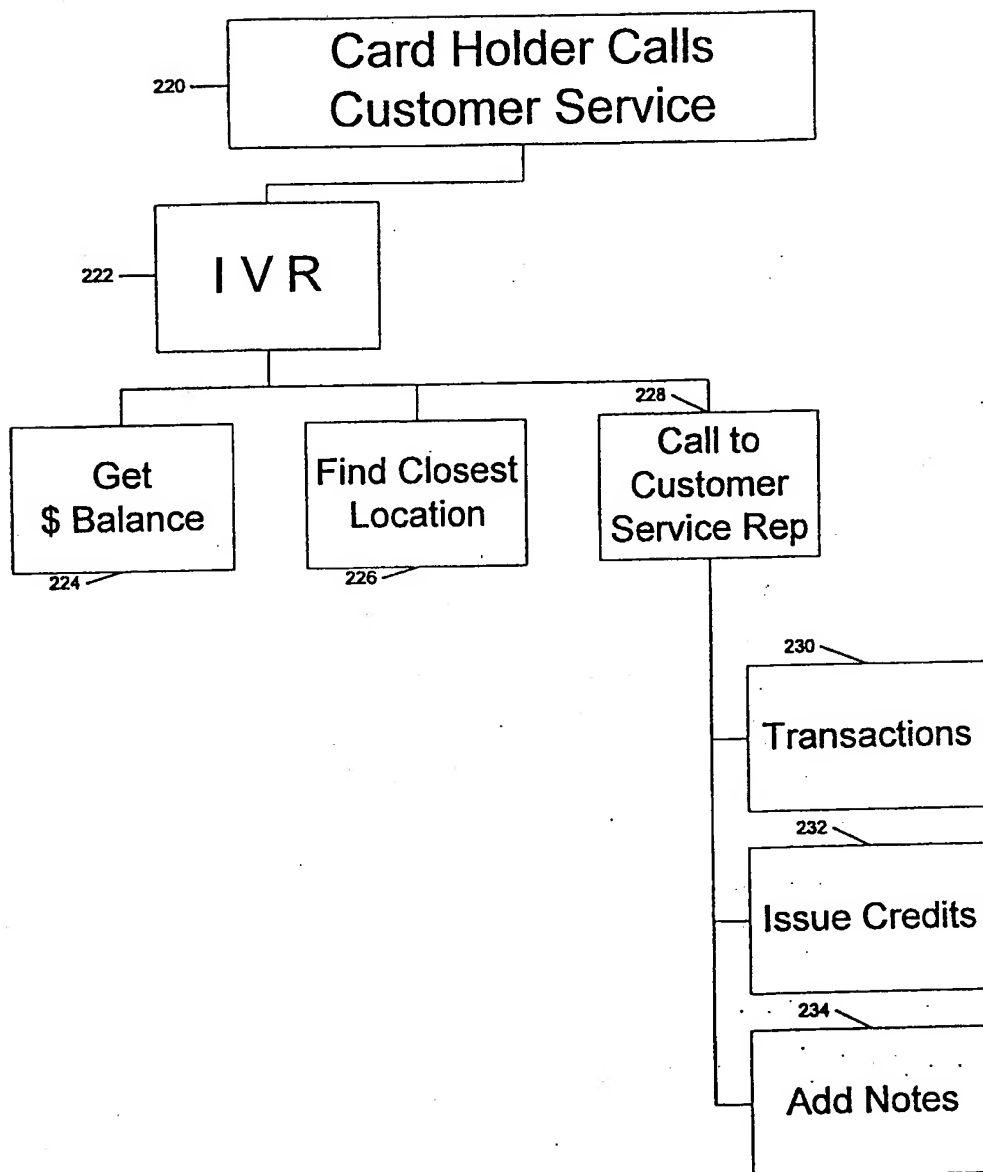 Card Holder Calls
Customer Service
220
I V R
222
228
Get
$ Balance
224
Find Closest
Location
226
Call to
Customer
Service Rep
230
Transactions
232
Issue Credits
234
Add Notes